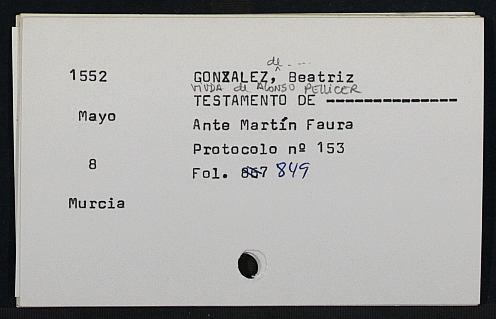 1552
GONZALEZ, de Beatriz
VIUDA de ALONSO PELLICER
TESTAMENTO DE ----------------
Mayo
Ante Martín Faura
Protocolo nº 153
8
Fol. 867 849
Murcia